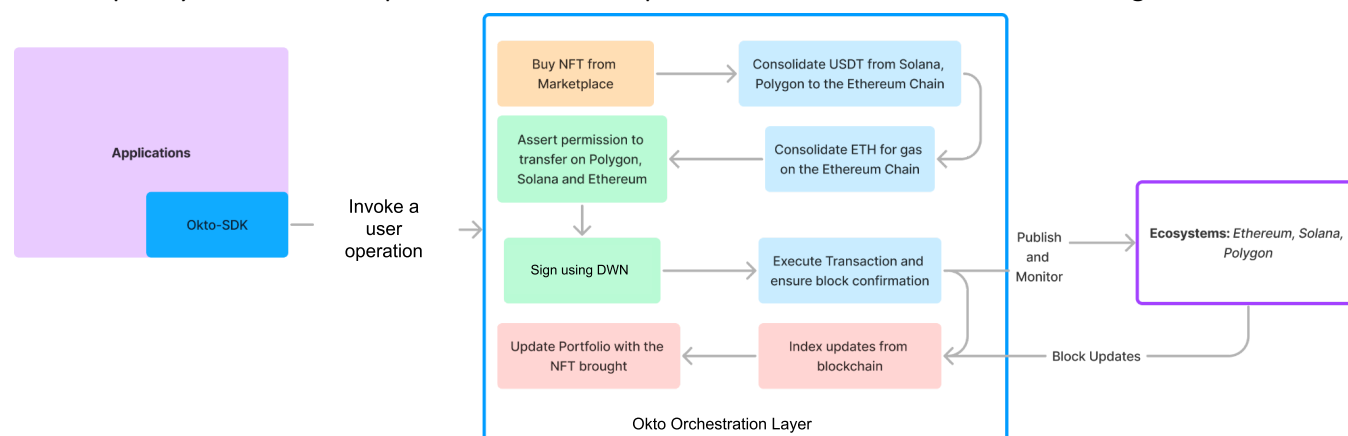 Applications
Okto-SDK
Invoke a
user
operation
Buy NFT from
Marketplace
Consolidate USDT from Solana,
Polygon to the Ethereum Chain
Assert permission to
transfer on Polygon,
Solana and Ethereum
Consolidate ETH for gas
on the Ethereum Chain
Sign using DWN
Execute Transaction and
ensure block confirmation
Update Portfolio with the
NFT brought
Index updates from
blockchain
Okto Orchestration Layer
Publish
and
Monitor
Ecosystems: Ethereum, Solana,
Polygon
Block Updates